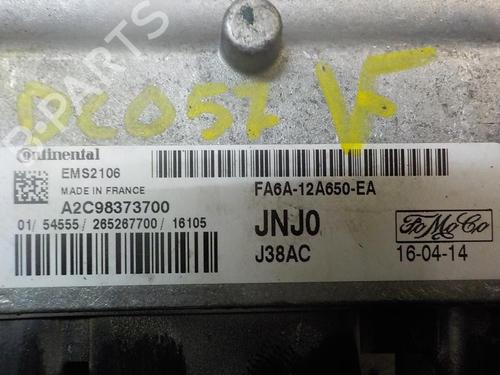 B-PARTS
DC057 VF
Continental
EMS2106
MADE IN FRANCE
A2C98373700
01/ 54555 / 265267700 / 16105
FA6A-12A650-EA
JNJ0
J38AC
FoMoCo
16-04-14